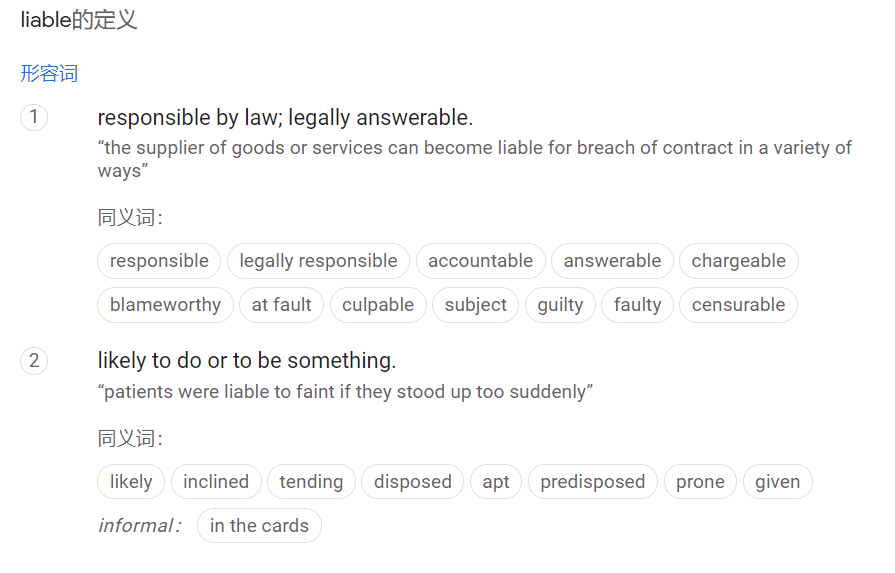 liable的定义
形容词
1 responsible by law; legally answerable.
“the supplier of goods or services can become liable for breach of contract in a variety of
ways”
同义词：
responsible legally responsible accountable answerable chargeable
blameworthy at fault culpable subject guilty faulty censurable
2 likely to do or to be something.
“patients were liable to faint if they stood up too suddenly”
同义词：
likely inclined tending disposed apt predisposed prone given
informal： in the cards